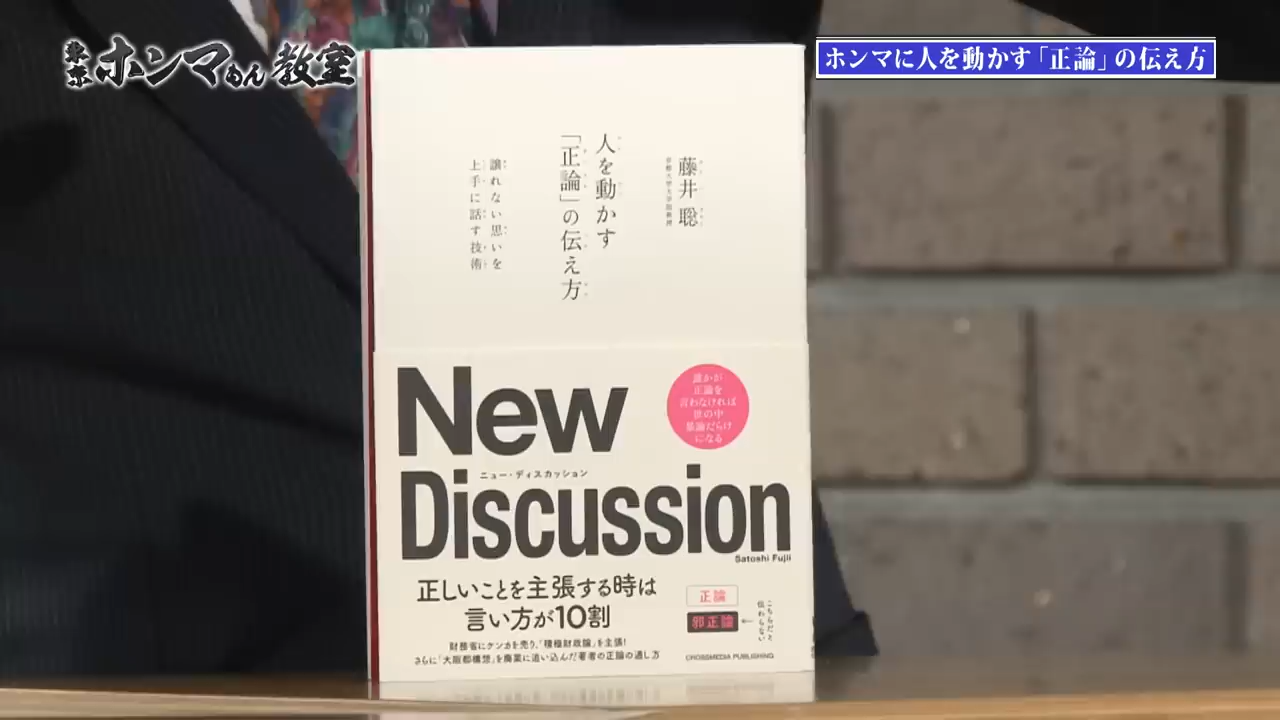 東京ホンマもん教室
ホンマに人を動かす「正論」の伝え方
藤井 聡
京都大学大学院教授
人を動かす
「正論」の伝え方
譲れない思いを
上手に話す技術
New
ニュー・ディスカッション
Discussion
Satoshi Fujii
誰かが
正論を
言わなければ
世の中
暴論だらけ
になる
正しいことを主張する時は
言い方が10割
財務省にケンカを売り、「積極財政論」を主張!
さらに「大阪都構想」を廃案に追い込んだ著者の正論の通し方
正論
邪正論
こちらだと
伝わらない
CROSSMEDIA PUBLISHING